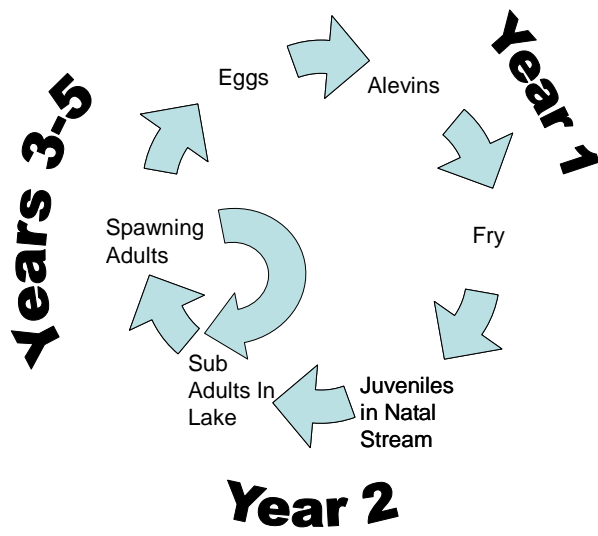 Eggs
Alevins
Year 1
Fry
Juveniles
in Natal
Stream
Year 2
Sub
Adults In
Lake
Spawning
Adults
Years 3-5